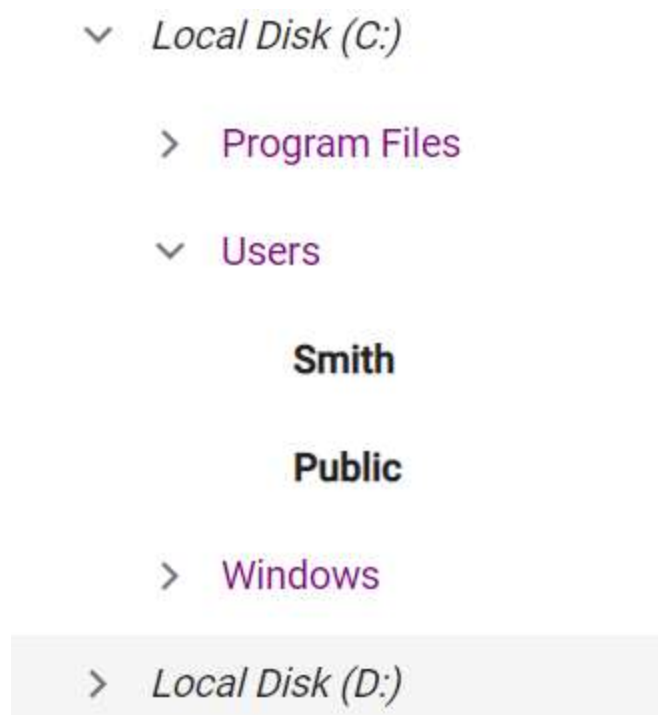 Local Disk (C:)
Program Files
Users
Smith
Public
Windows
Local Disk (D:)